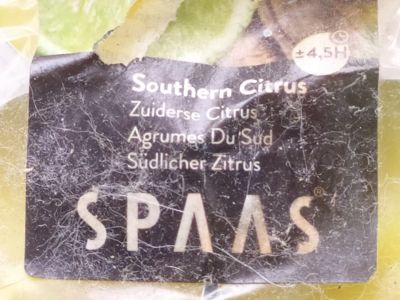 ±4,5H
Southern Citrus
Zuiderse Citrus
Agrumes Du Sud
Südlicher Zitrus
SPAAS®